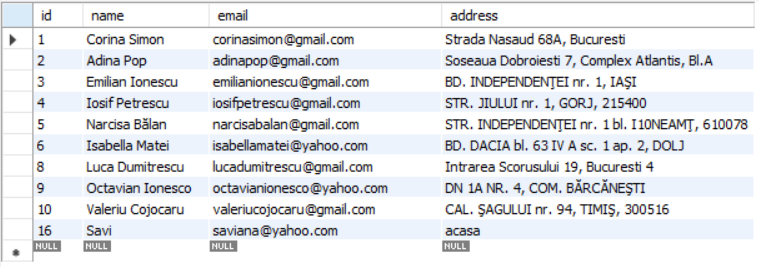 id name email address
1 Corina Simon corinasimon@gmail.com Strada Nasaud 68A, Bucuresti
2 Adina Pop adinapop@gmail.com Soseaua Dobroiesti 7, Complex Atlantis, Bl.A
3 Emilian Ionescu emilianionescu@gmail.com BD. INDEPENDENŢEI nr. 1, IAŞI
4 Iosif Petrescu iosifpetrescu@gmail.com STR. JIULUI nr. 1, GORJ, 215400
5 Narcisa Bălan narcisabalan@gmail.com STR. INDEPENDENŢEI nr. 1 bl. I10NEAMŢ, 610078
6 Isabella Matei isabellamatei@yahoo.com BD. DACIA bl. 63 IV A sc. 1 ap. 2, DOLJ
8 Luca Dumitrescu lucadumitrescu@gmail.com Intrarea Scorusului 19, Bucuresti 4
9 Octavian Ionesco octavianionesco@yahoo.com DN 1A NR. 4, COM. BĂRCĂNEŞTI
10 Valeriu Cojocaru valeriucojocaru@gmail.com CAL. ŞAGULUI nr. 94, TIMIŞ, 300516
16 Savi saviana@yahoo.com acasa
NULL NULL NULL NULL